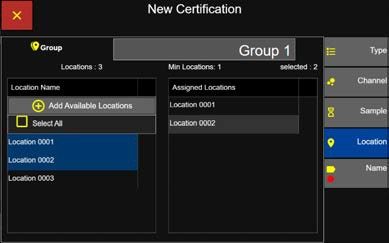 New Certification
Group
Group 1
Locations : 3
Min Locations: 1
selected : 2
Location Name
Assigned Locations
Add Available Locations
Select All
Location 0001
Location 0002
Location 0003
Location 0001
Location 0002
Type
Channel
Sample
Location
Name